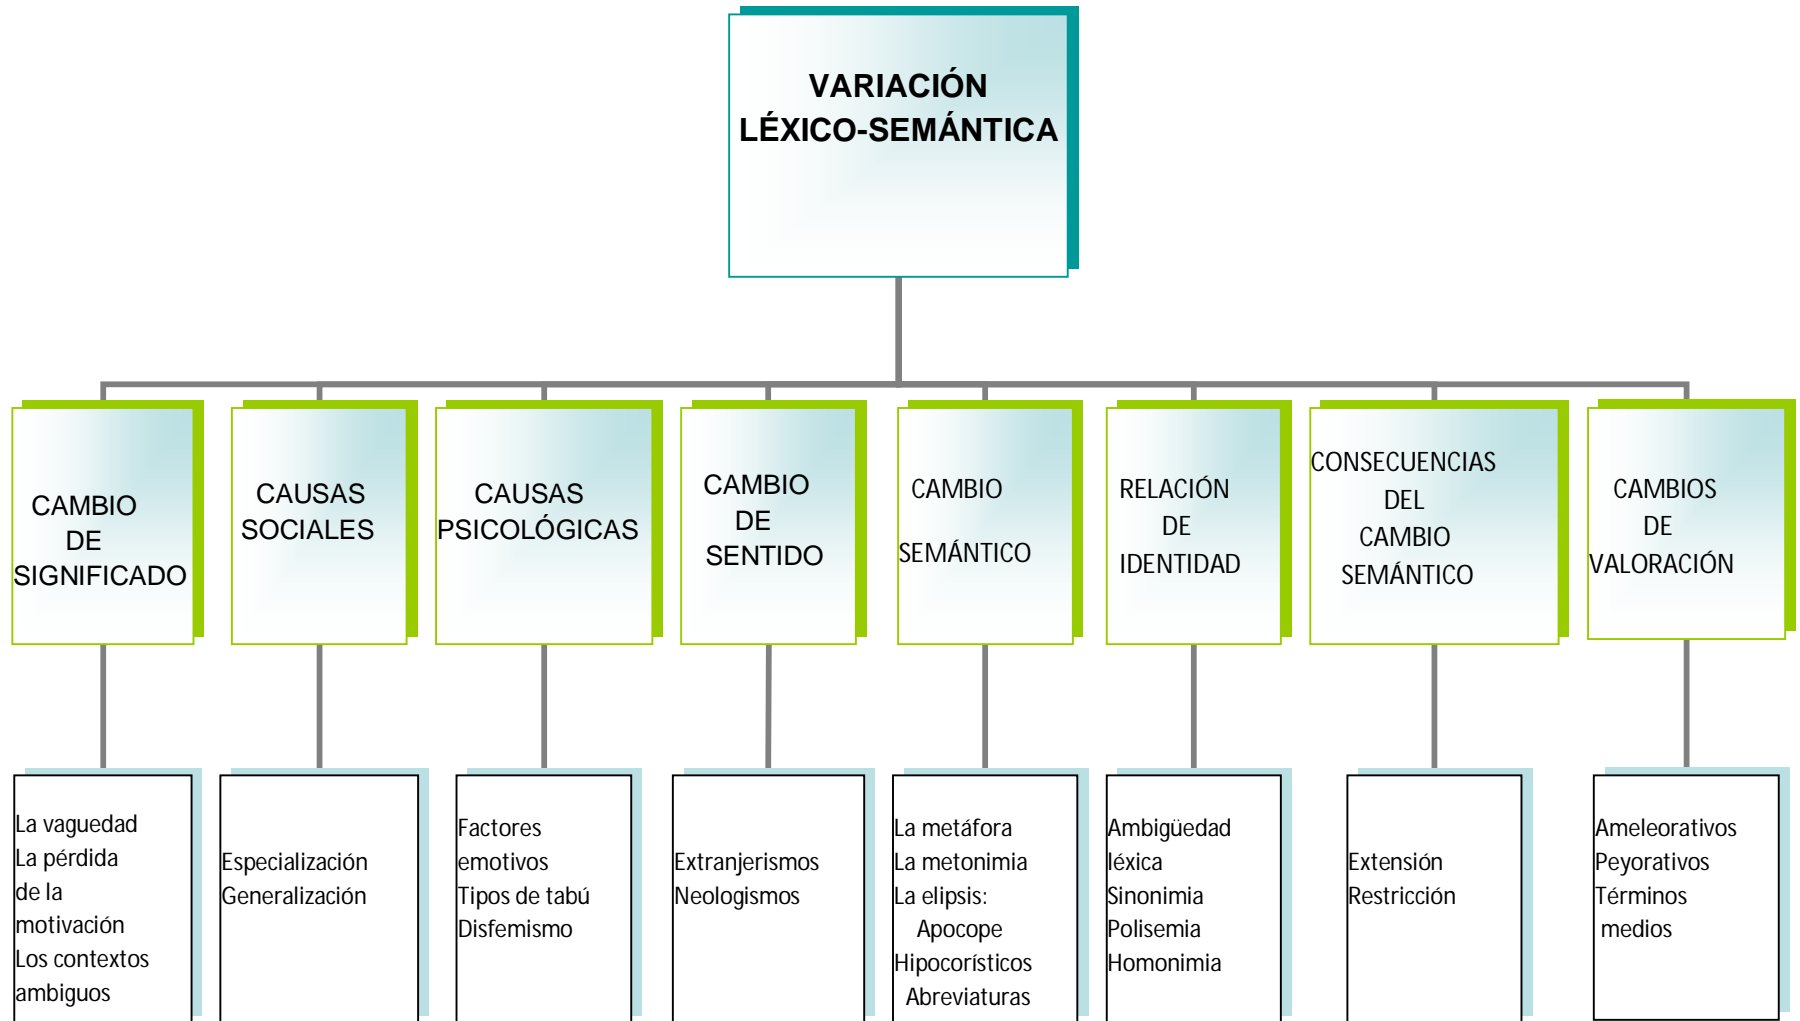 VARIACIÓN
LÉXICO-SEMÁNTICA
CAMBIO
DE
SIGNIFICADO
CAUSAS
SOCIALES
CAUSAS
PSICOLÓGICAS
CAMBIO
DE
SENTIDO
CAMBIO
SEMÁNTICO
RELACIÓN
DE
IDENTIDAD
CONSECUENCIAS
DEL
CAMBIO
SEMÁNTICO
CAMBIOS
DE
VALORACIÓN
La vaguedad
La pérdida
de la
motivación
Los contextos
ambiguos
Especialización
Generalización
Factores
emotivos
Tipos de tabú
Disfemismo
Extranjerismos
Neologismos
La metáfora
La metonimia
La elipsis:
Apocope
Hipocorísticos
Abreviaturas
Ambigüedad
léxica
Sinonimia
Polisemia
Homonimia
Extensión
Restricción
Ameleorativos
Peyorativos
Términos
medios